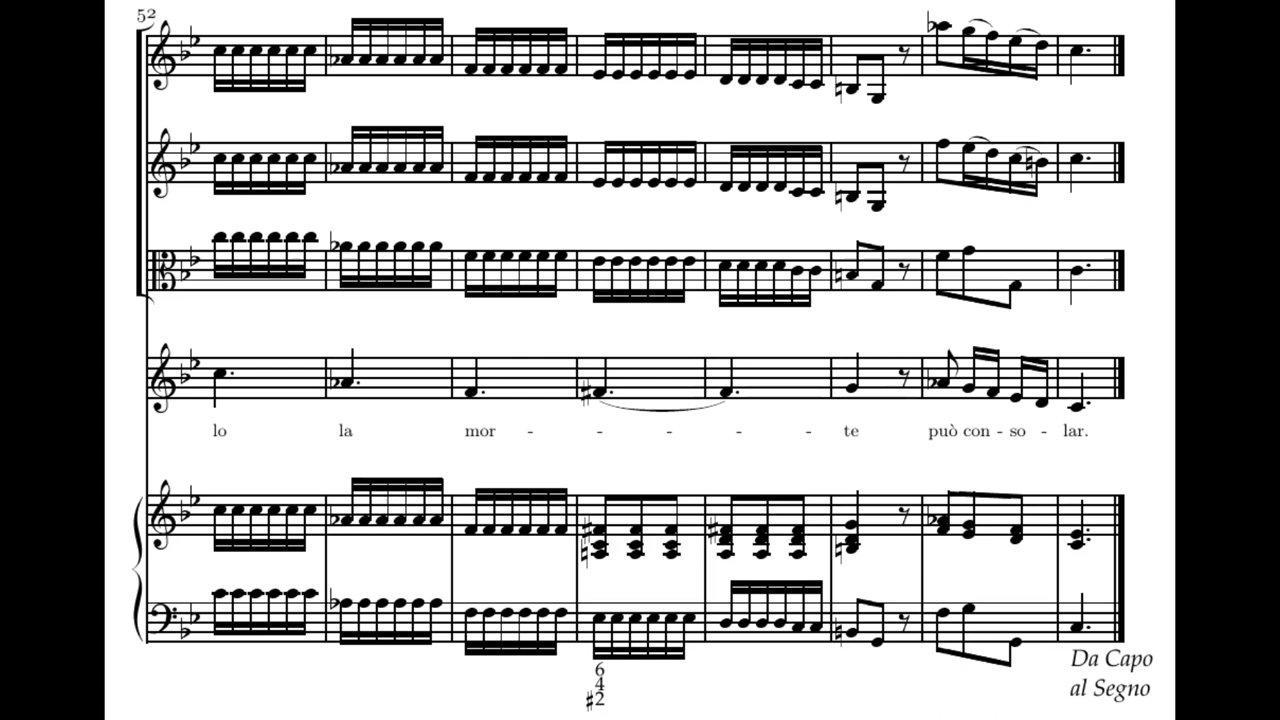 52
lo la mor - - - - - te può con - so - lar.
6
4
♯2
Da Capo
al Segno